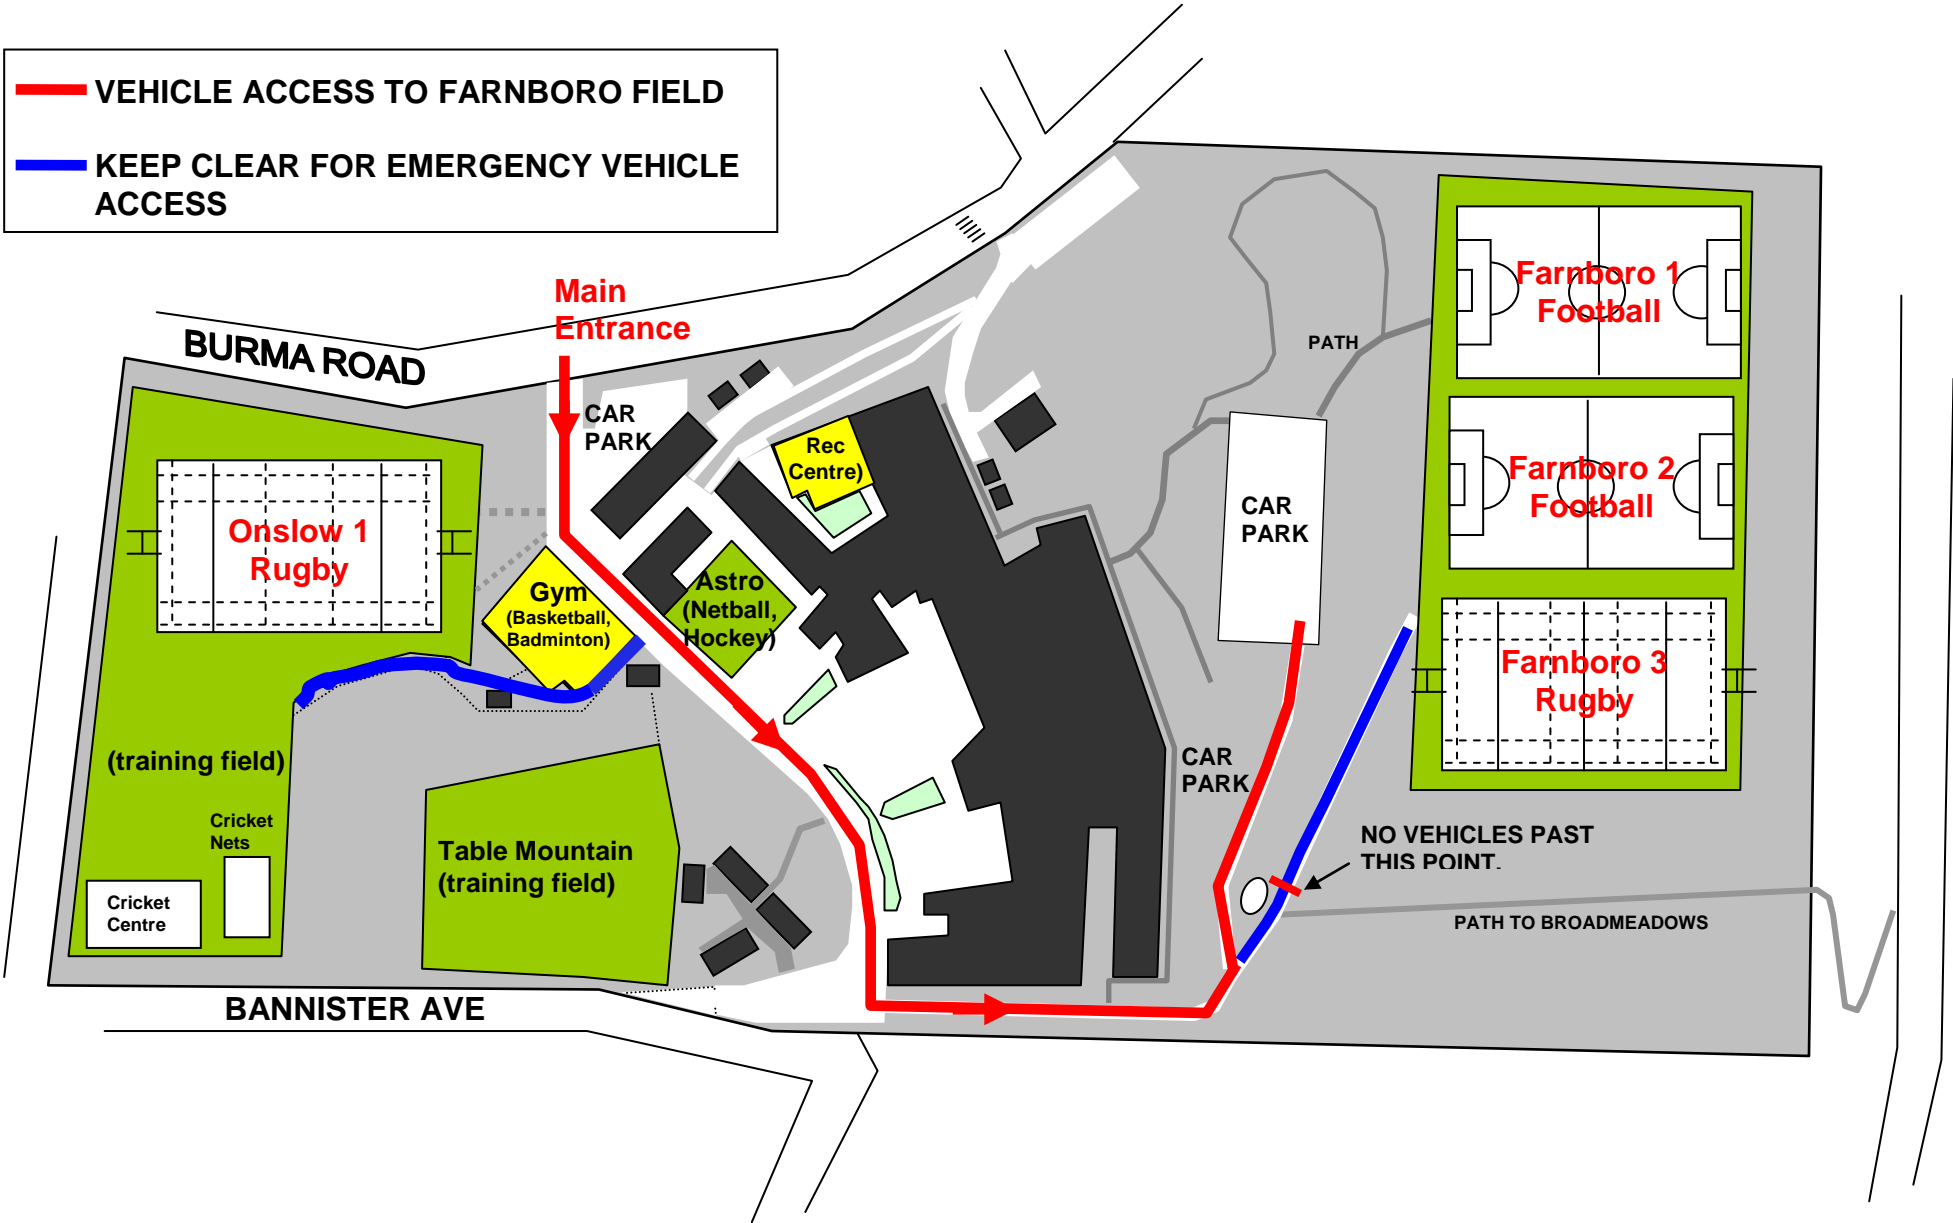 VEHICLE ACCESS TO FARNBORO FIELD
KEEP CLEAR FOR EMERGENCY VEHICLE
ACCESS
Main
Entrance
BURMA ROAD
CAR
PARK
Rec
Centre)
PATH
Farnboro 1
Football
Farnboro 2
Football
CAR
PARK
Onslow 1
Rugby
Gym
(Basketball,
Badminton)
Astro
(Netball,
Hockey)
Farnboro 3
Rugby
(training field)
CAR
PARK
Cricket
Nets
Table Mountain
(training field)
NO VEHICLES PAST
THIS POINT.
Cricket
Centre
PATH TO BROADMEADOWS
BANNISTER AVE